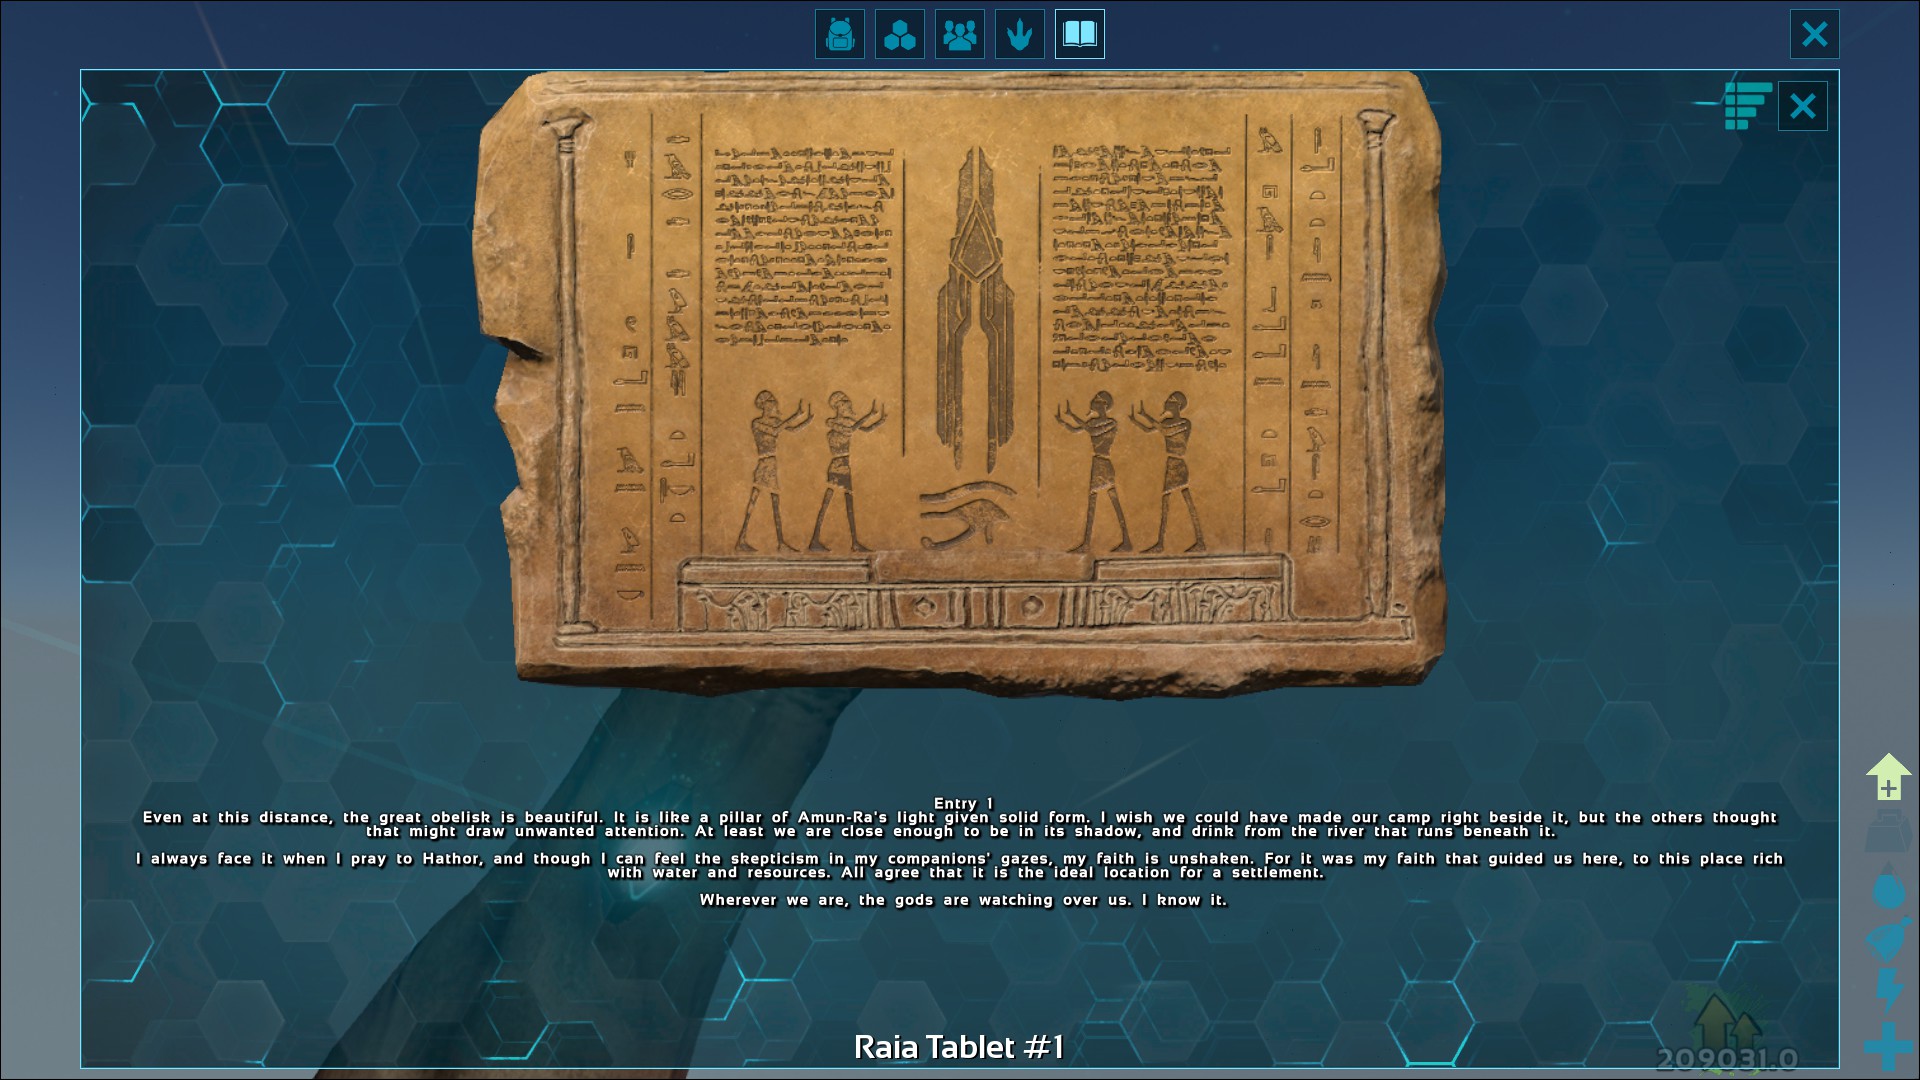 Entry 1
Even at this distance, the great obelisk is beautiful. It is like a pillar of Amun-Ra's light given solid form. I wish we could have made our camp right beside it, but the others thought
that might draw unwanted attention. At least we are close enough to be in its shadow, and drink from the river that runs beneath it.
I always face it when I pray to Hathor, and though I can feel the skepticism in my companions' gazes, my faith is unshaken. For it was my faith that guided us here, to this place rich
with water and resources. All agree that it is the ideal location for a settlement.
Wherever we are, the gods are watching over us. I know it.
Raia Tablet #1
209031.0